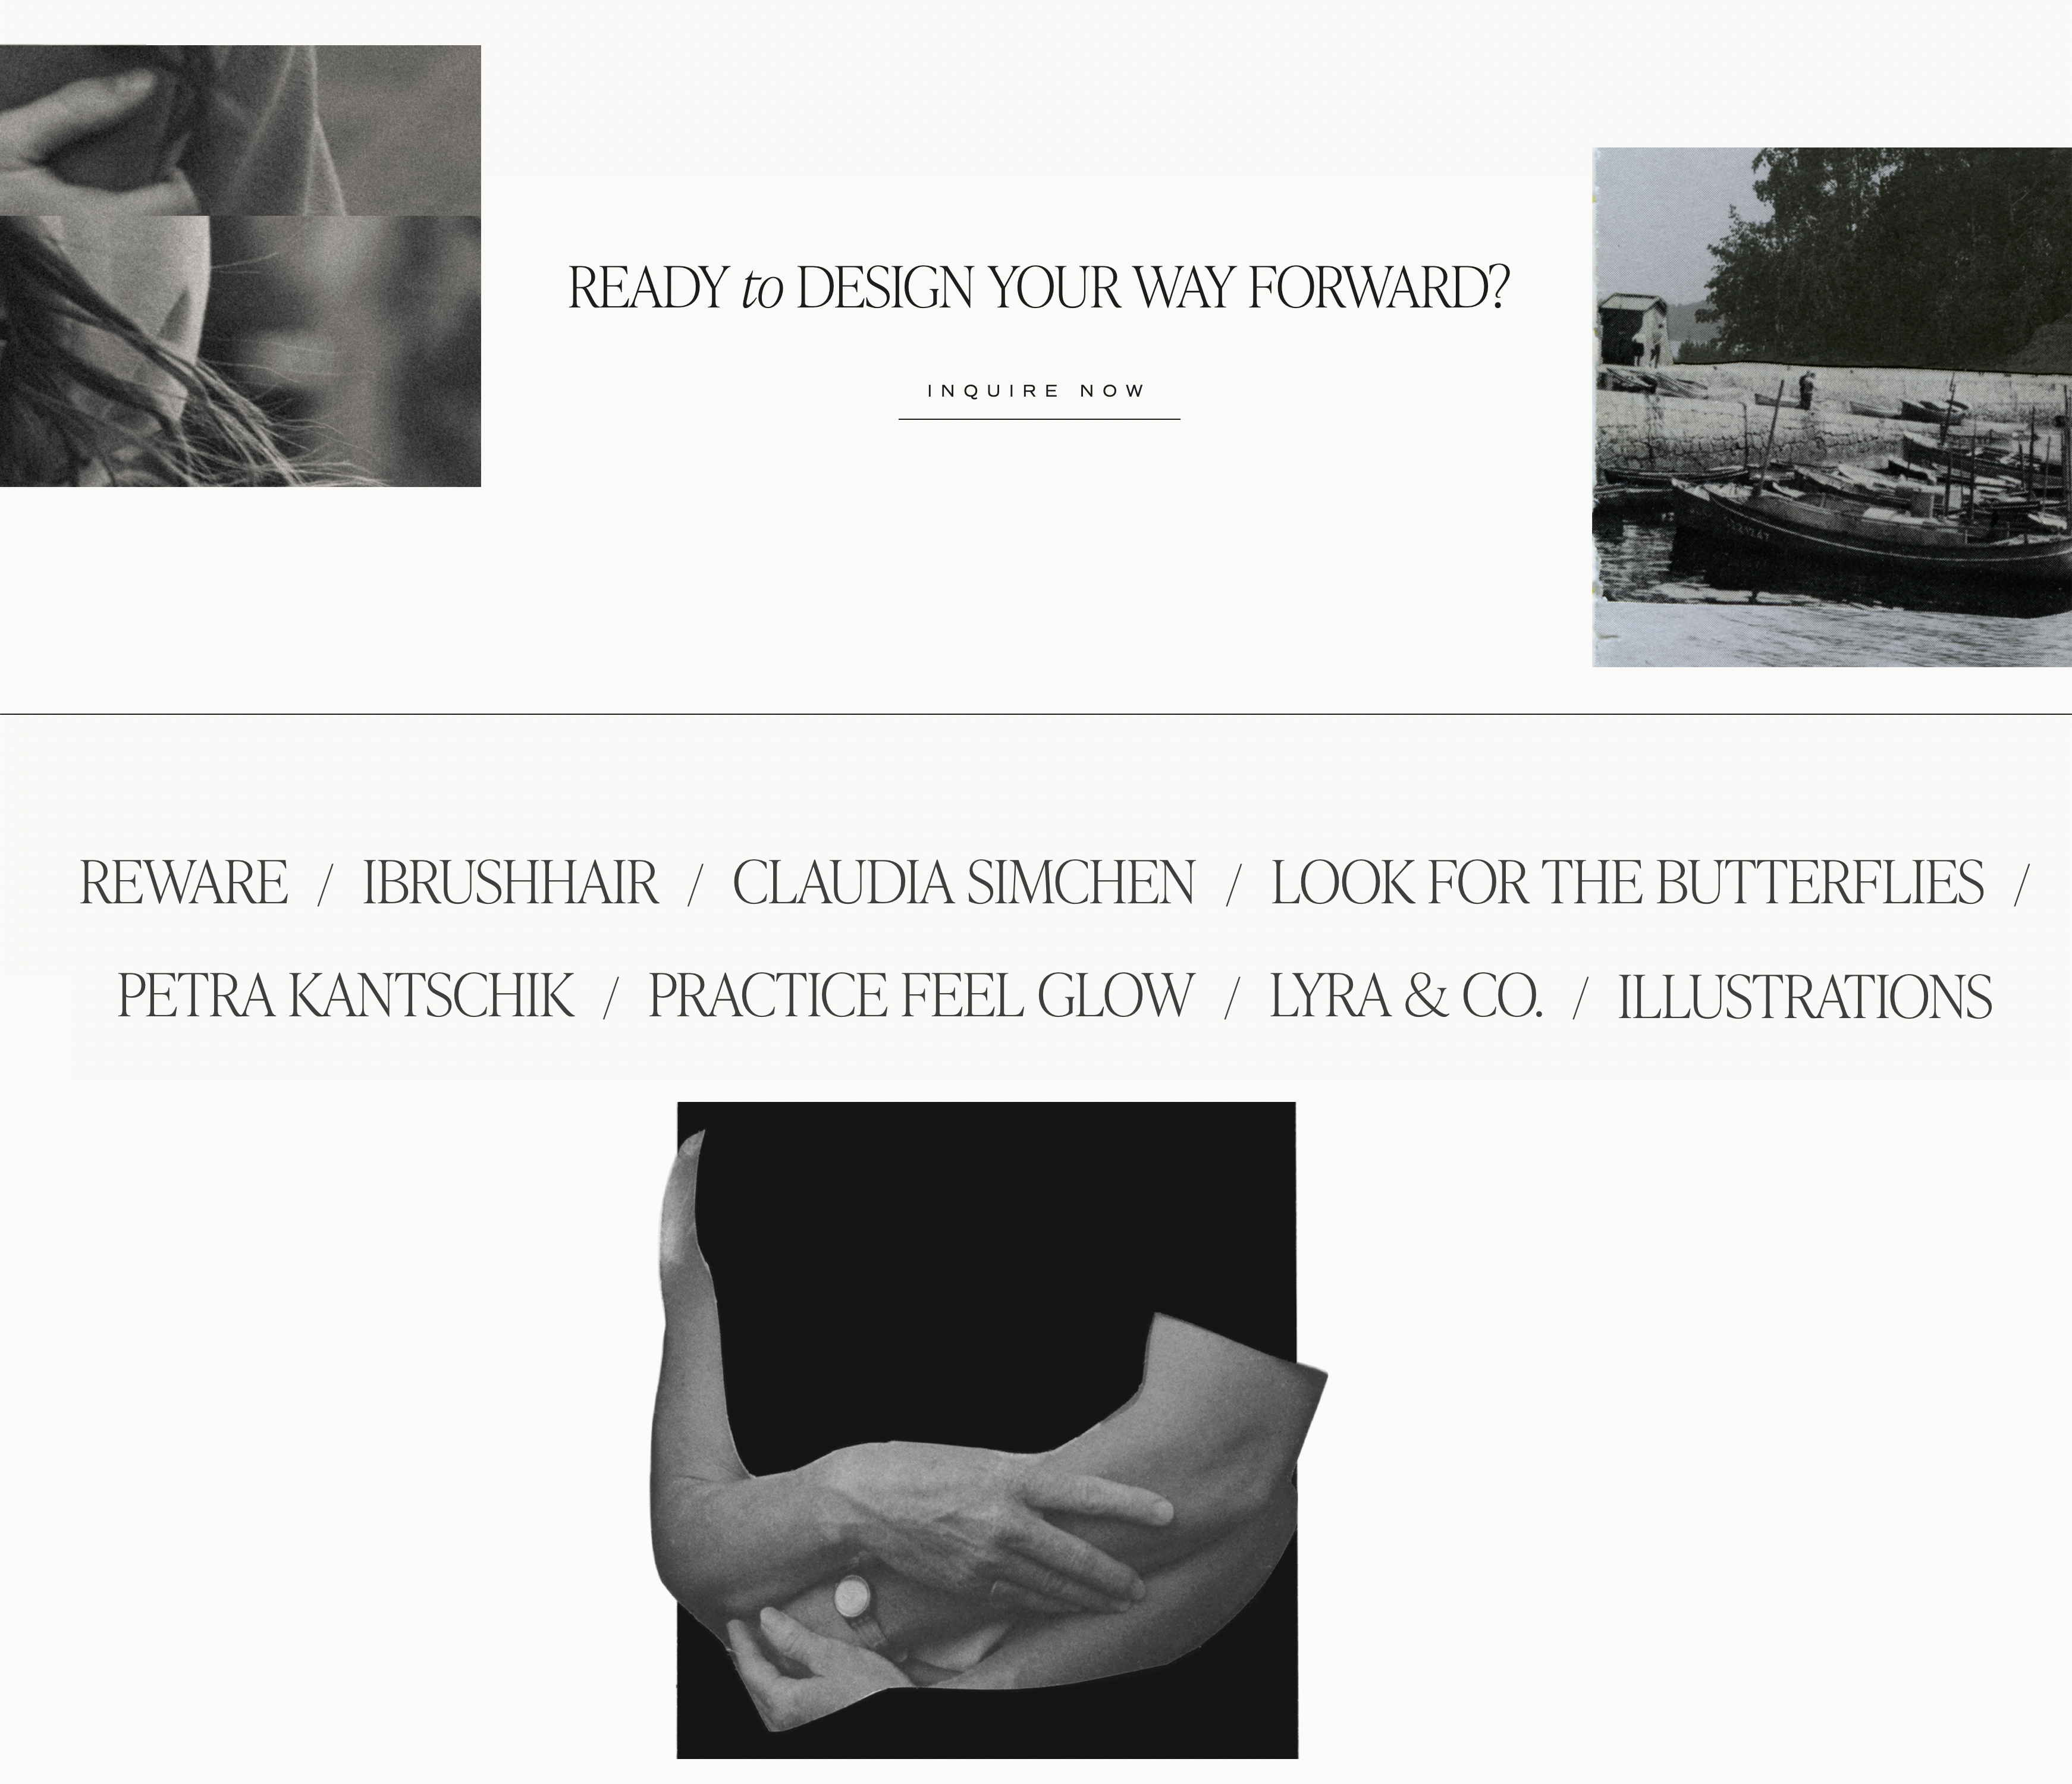 READY to DESIGN YOUR WAY FORWARD?
INQUIRE NOW
REWARE / IBRUSHHAIR / CLAUDIA SIMCHEN / LOOK FOR THE BUTTERFLIES /
PETRA KANTSCHIK / PRACTICE FEEL GLOW / LYRA & CO. / ILLUSTRATIONS